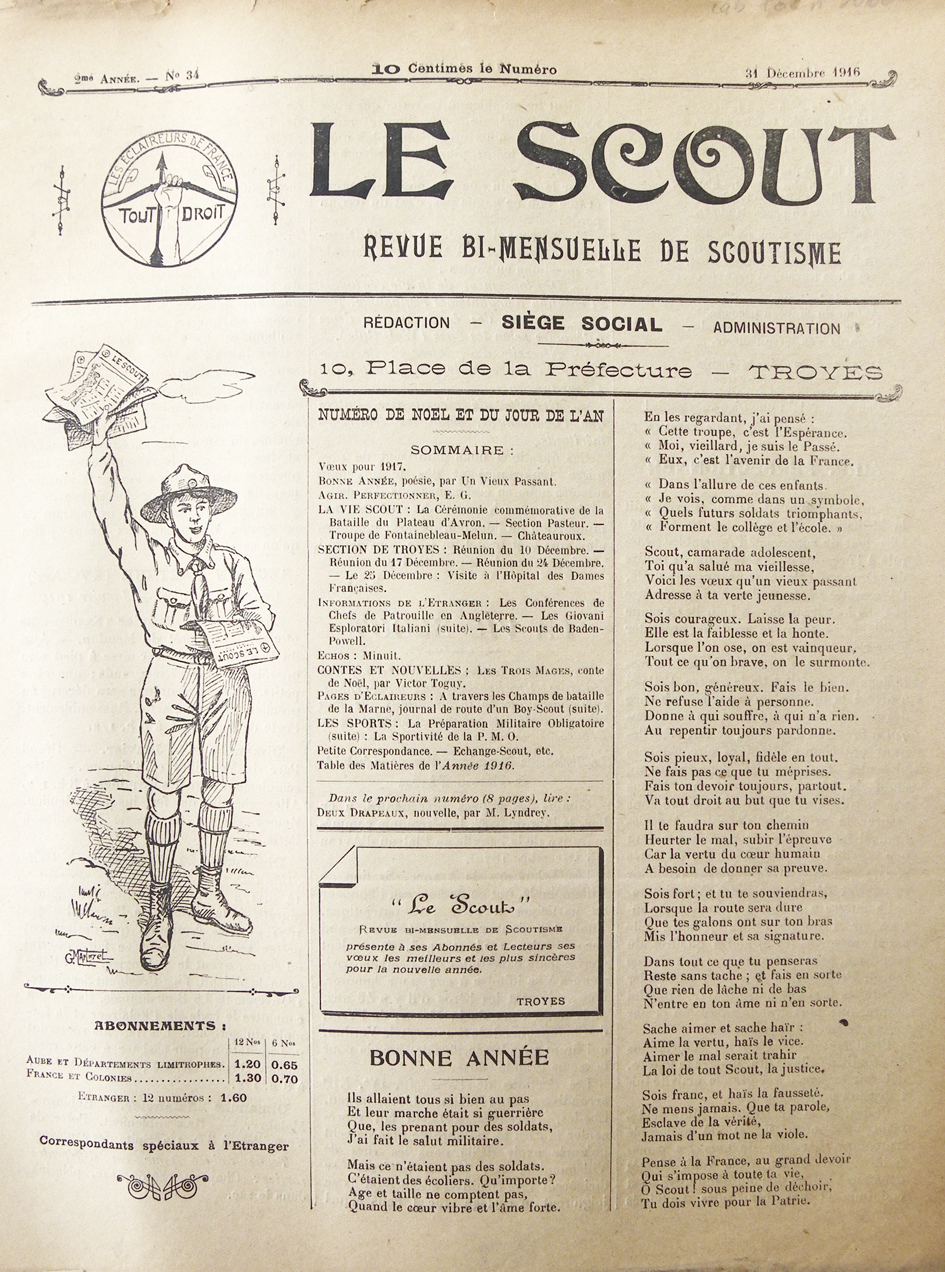 2me ANNÉE. — No 34
10 Centimes le Numéro
31 Décembre 1916
LES ÉCLAIREURS DE FRANCE
TOUT DROIT
LE SCOUT
REVUE BI-MENSUELLE DE SCOUTISME
RÉDACTION — SIÈGE SOCIAL — ADMINISTRATION
10, Place de la Préfecture — TROYES
LE SCOUT
LE SCOUT
ABONNEMENTS :
12 Nos 6 Nos
AUBE ET DÉPARTEMENTS LIMITROPHES. 1.20 0.65
FRANCE ET COLONIES................ 1.30 0.70
ETRANGER : 12 numéros : 1.60
Correspondants spéciaux à l'Etranger
NUMÉRO DE NOEL ET DU JOUR DE L'AN
SOMMAIRE :
Vœux pour 1917.
BONNE ANNÉE, poésie, par Un Vieux Passant.
AGIR. PERFECTIONNER, E. G.
LA VIE SCOUT : La Cérémonie commémorative de la
Bataille du Plateau d'Avron. — Section Pasteur. —
Troupe de Fontainebleau-Melun. — Châteauroux.
SECTION DE TROYES : Réunion du 10 Décembre. —
Réunion du 17 Décembre. — Réunion du 24 Décembre.
— Le 25 Décembre : Visite à l'Hôpital des Dames
Françaises.
INFORMATIONS DE L'ETRANGER : Les Conférences de
Chefs de Patrouille en Angleterre. — Les Giovani
Esploratori Italiani (suite). — Les Scouts de Baden-
Powell.
ECHOS : Minuit.
CONTES ET NOUVELLES ; LES TROIS MAGES, conte
de Noël, par Victor Toguy.
PAGES D'ECLAIREURS : A travers les Champs de bataille
de la Marne, journal de route d'un Boy-Scout (suite).
LES SPORTS : La Préparation Militaire Obligatoire
(suite) : La Sportivité de la P. M. O.
Petite Correspondance. — Echange-Scout, etc.
Table des Matières de l'Année 1916.
Dans le prochain numéro (8 pages), lire :
DEUX DRAPEAUX, nouvelle, par M. Lyndrey.
"Le Scout"
REVUE BI-MENSUELLE DE SCOUTISME
présente à ses Abonnés et Lecteurs ses
vœux les meilleurs et les plus sincères
pour la nouvelle année.
TROYES
BONNE ANNÉE
Ils allaient tous si bien au pas
Et leur marche était si guerrière
Que, les prenant pour des soldats,
J'ai fait le salut militaire.
Mais ce n'étaient pas des soldats.
C'étaient des écoliers. Qu'importe?
Age et taille ne comptent pas,
Quand le cœur vibre et l'âme forte.
En les regardant, j'ai pensé :
« Cette troupe, c'est l'Espérance.
« Moi, vieillard, je suis le Passé.
« Eux, c'est l'avenir de la France.
« Dans l'allure de ces enfants
« Je vois, comme dans un symbole,
« Quels futurs soldats triomphants,
« Forment le collège et l'école. »
Scout, camarade adolescent,
Toi qu'a salué ma vieillesse,
Voici les vœux qu'un vieux passant
Adresse à ta verte jeunesse.
Sois courageux. Laisse la peur.
Elle est la faiblesse et la honte.
Lorsque l'on ose, on est vainqueur,
Tout ce qu'on brave, on le surmonte.
Sois bon, généreux. Fais le bien.
Ne refuse l'aide à personne.
Donne à qui souffre, à qui n'a rien.
Au repentir toujours pardonne.
Sois pieux, loyal, fidèle en tout.
Ne fais pas ce que tu méprises.
Fais ton devoir toujours, partout.
Va tout droit au but que tu vises.
Il te faudra sur ton chemin
Heurter le mal, subir l'épreuve
Car la vertu du cœur humain
A besoin de donner sa preuve.
Sois fort ; et tu te souviendras,
Lorsque la route sera dure
Que tes galons ont sur ton bras
Mis l'honneur et sa signature.
Dans tout ce que tu penseras
Reste sans tache ; et fais en sorte
Que rien de lâche ni de bas
N'entre en ton âme ni n'en sorte.
Sache aimer et sache haïr :
Aime la vertu, haïs le vice.
Aimer le mal serait trahir
La loi de tout Scout, la justice.
Sois franc, et haïs la fausseté.
Ne mens jamais. Que ta parole,
Esclave de la vérité,
Jamais d'un mot ne la viole.
Pense à la France, au grand devoir
Qui s'impose à toute ta vie,
O Scout ! sous peine de déchoir,
Tu dois vivre pour la Patrie.